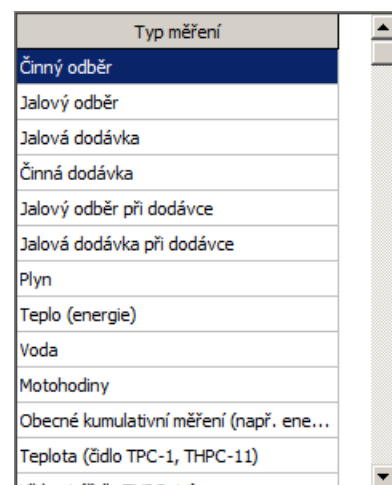 Typ měření
Činný odběr
Jalový odběr
Jalová dodávka
Činná dodávka
Jalový odběr při dodávce
Jalová dodávka při dodávce
Plyn
Teplo (energie)
Voda
Motohodiny
Obecné kumulativní měření (např. ene...
Teplota (čidlo TPC-1, THPC-11)